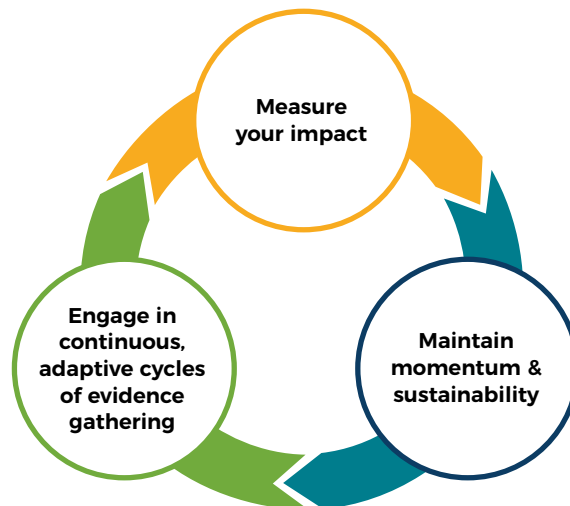 Measure
your impact
Maintain
momentum &
sustainability
Engage in
continuous,
adaptive cycles
of evidence
gathering